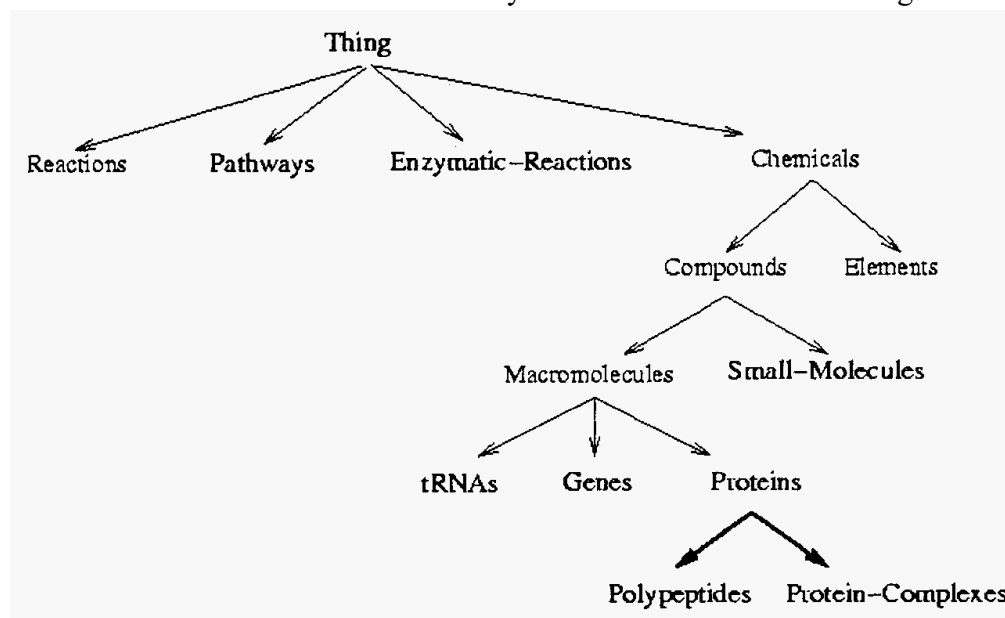 Thing
Reactions Pathways Enzymatic-Reactions Chemicals
Compounds Elements
Macromolecules Small-Molecules
tRNAs Genes Proteins
Polypeptides Protein-Complexes